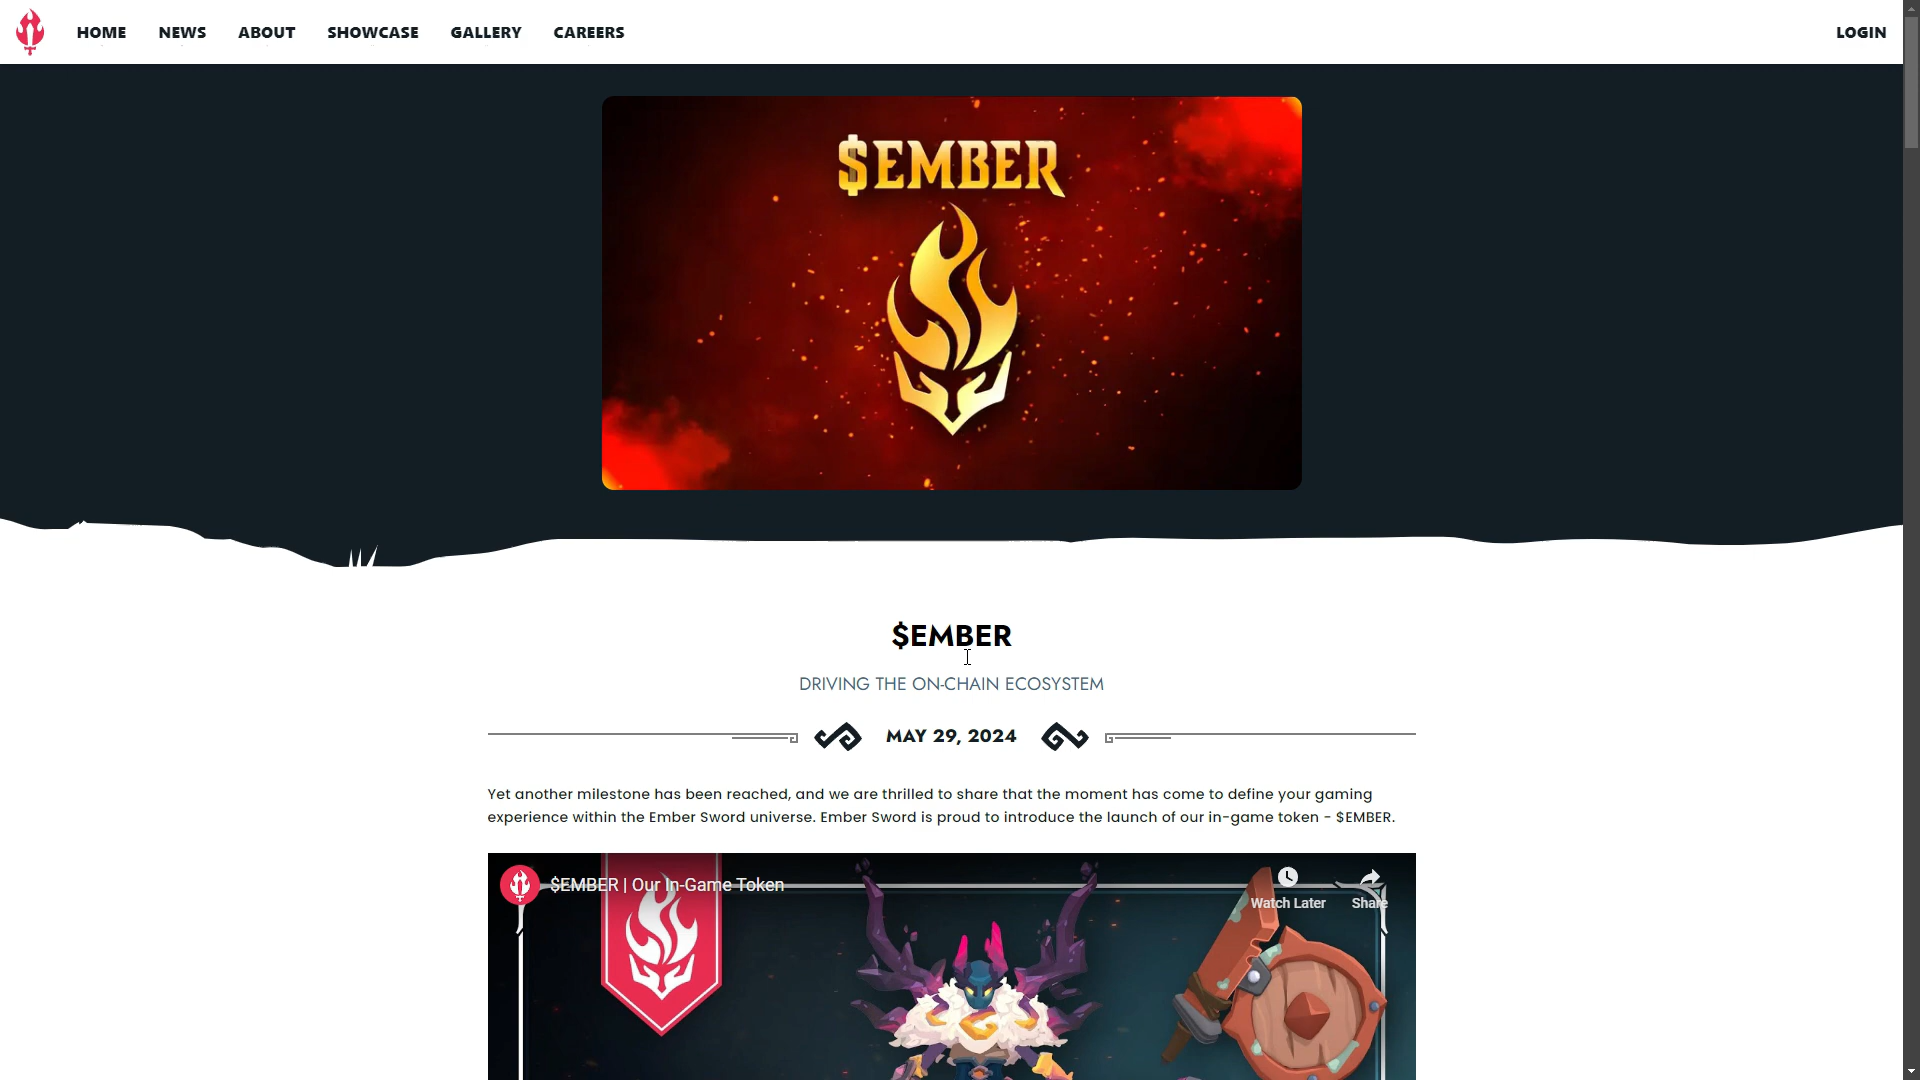 HOME NEWS ABOUT SHOWCASE GALLERY CAREERS LOGIN
$EMBER
$EMBER
DRIVING THE ON-CHAIN ECOSYSTEM
MAY 29, 2024
Yet another milestone has been reached, and we are thrilled to share that the moment has come to define your gaming
experience within the Ember Sword universe. Ember Sword is proud to introduce the launch of our in-game token - $EMBER.
$EMBER | Our In-Game Token
Watch Later Share